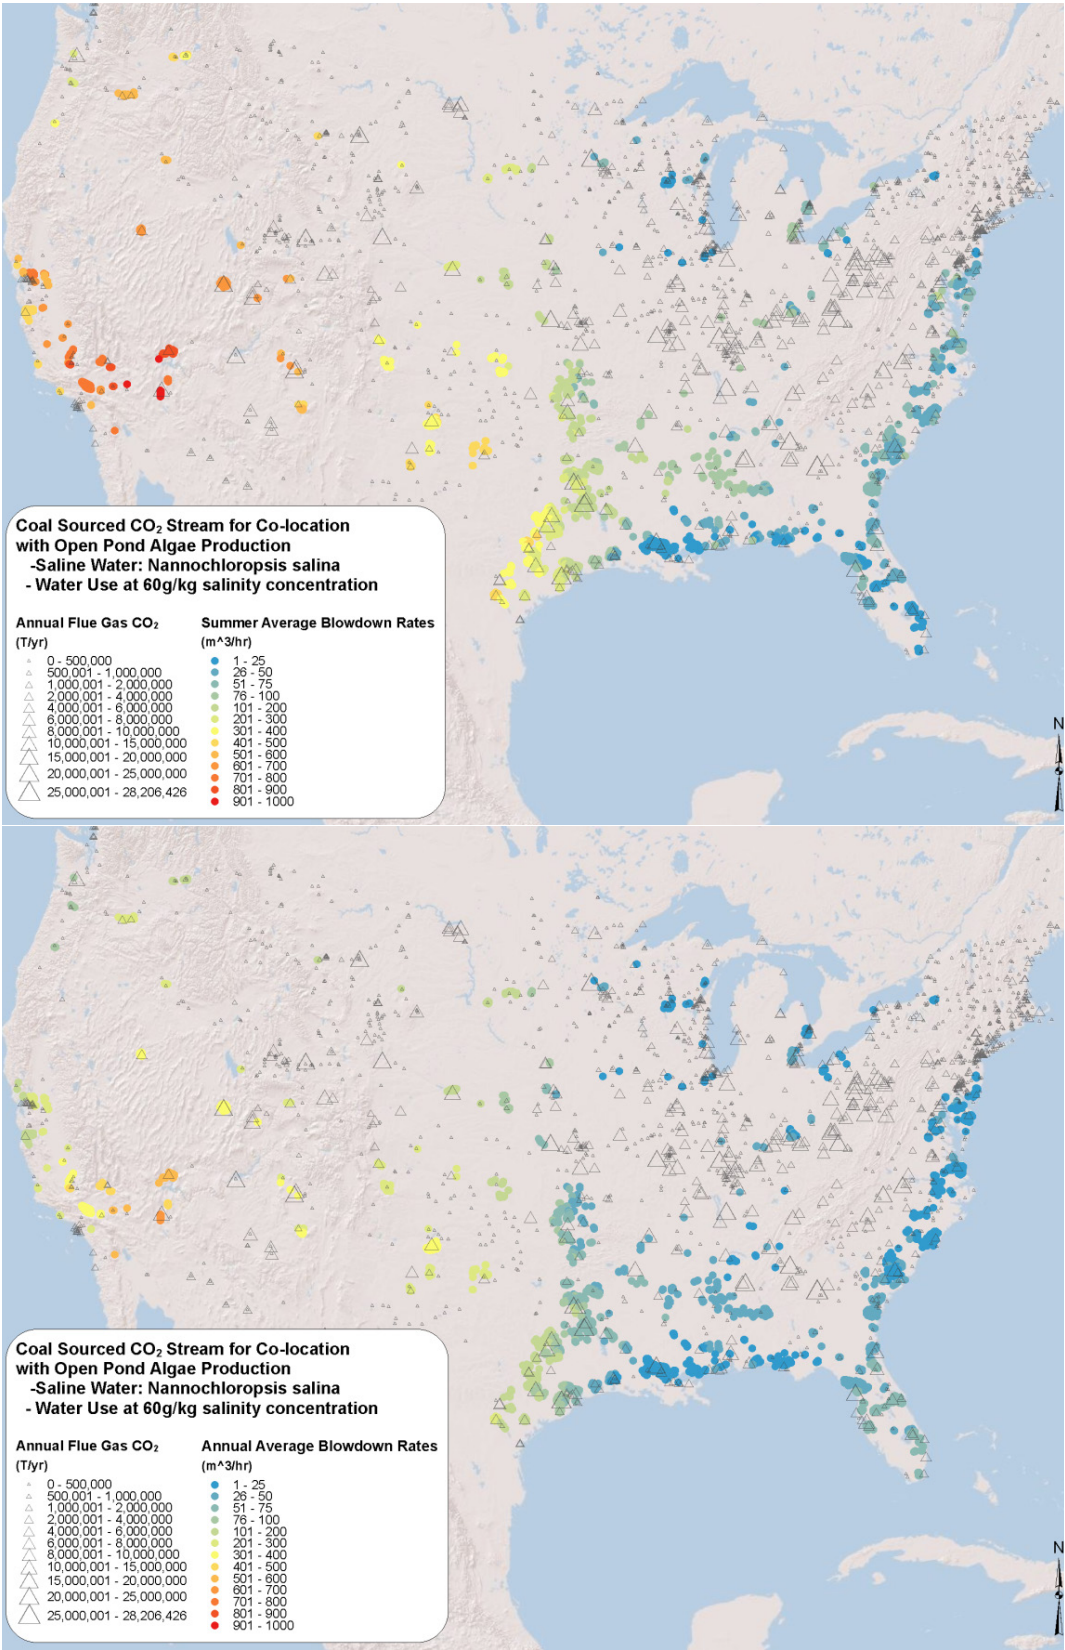 Coal Sourced CO₂ Stream for Co-location
with Open Pond Algae Production
-Saline Water: Nannochloropsis salina
- Water Use at 60g/kg salinity concentration
Annual Flue Gas CO₂
(T/yr)
0 - 500,000
500,001 - 1,000,000
1,000,001 - 2,000,000
2,000,001 - 4,000,000
4,000,001 - 6,000,000
6,000,001 - 8,000,000
8,000,001 - 10,000,000
10,000,001 - 15,000,000
15,000,001 - 20,000,000
20,000,001 - 25,000,000
25,000,001 - 28,206,426
Summer Average Blowdown Rates
(m^3/hr)
1 - 25
26 - 50
51 - 75
76 - 100
101 - 200
201 - 300
301 - 400
401 - 500
501 - 600
601 - 700
701 - 800
801 - 900
901 - 1000
N
Coal Sourced CO₂ Stream for Co-location
with Open Pond Algae Production
-Saline Water: Nannochloropsis salina
- Water Use at 60g/kg salinity concentration
Annual Flue Gas CO₂
(T/yr)
0 - 500,000
500,001 - 1,000,000
1,000,001 - 2,000,000
2,000,001 - 4,000,000
4,000,001 - 6,000,000
6,000,001 - 8,000,000
8,000,001 - 10,000,000
10,000,001 - 15,000,000
15,000,001 - 20,000,000
20,000,001 - 25,000,000
25,000,001 - 28,206,426
Annual Average Blowdown Rates
(m^3/hr)
1 - 25
26 - 50
51 - 75
76 - 100
101 - 200
201 - 300
301 - 400
401 - 500
501 - 600
601 - 700
701 - 800
801 - 900
901 - 1000
N